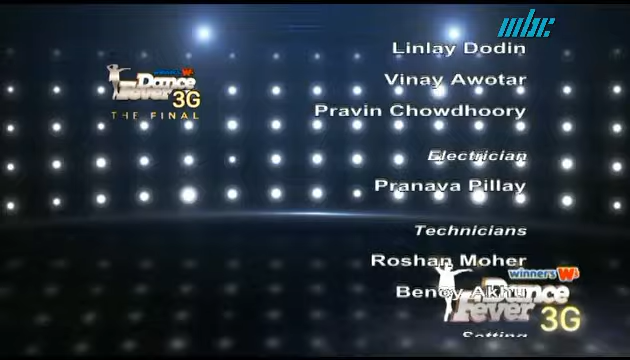 mbc
Linlay Dodin
Vinay Awotar
Pravin Chowdhoory
winners W
Dance
Fever 3G
THE FINAL
Electrician
Pranava Pillay
Technicians
Roshan Moher
winners W
Dance
Fever 3G
Setting